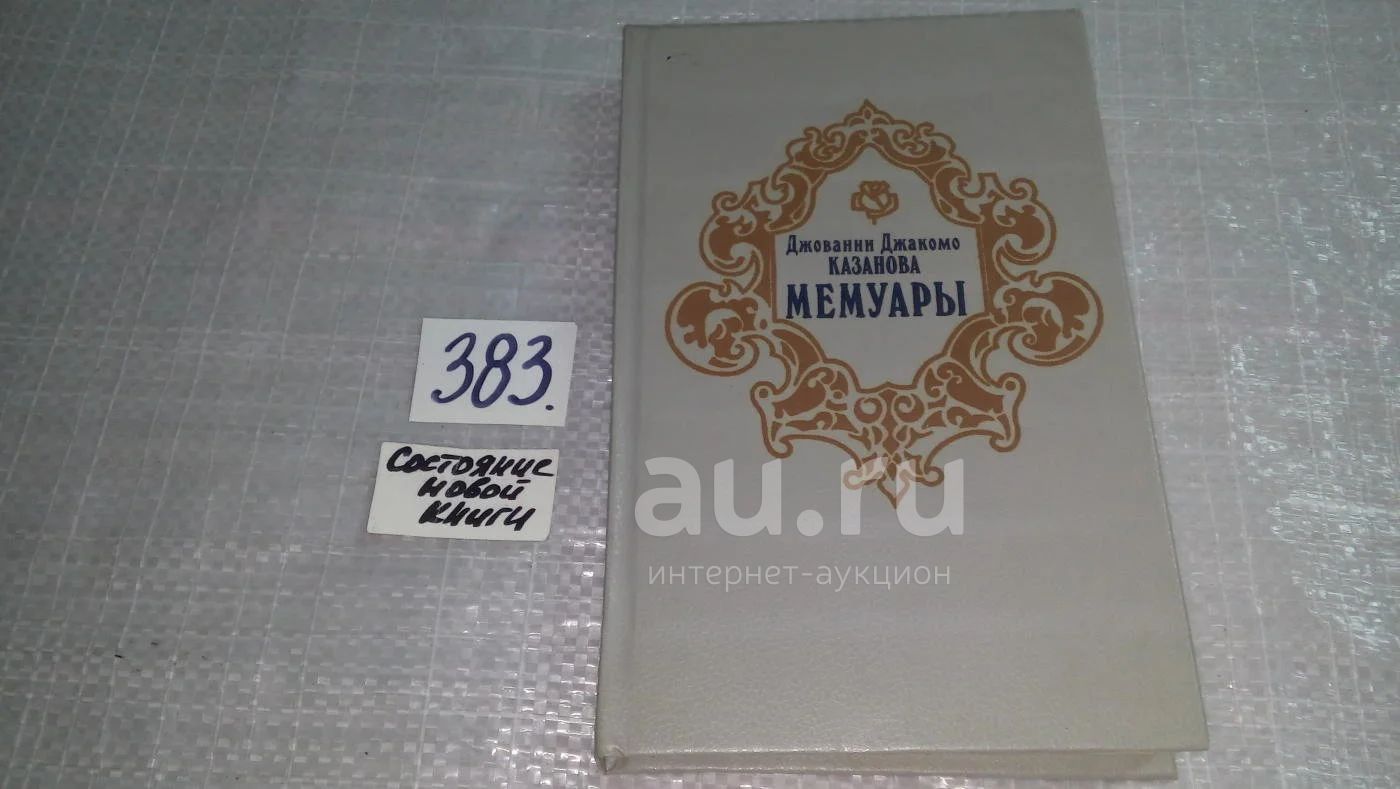 Джованни Джакомо
КАЗАНОВА
МЕМУАРЫ
383.
Состояние
новой
книги
au.ru
интернет-аукцион